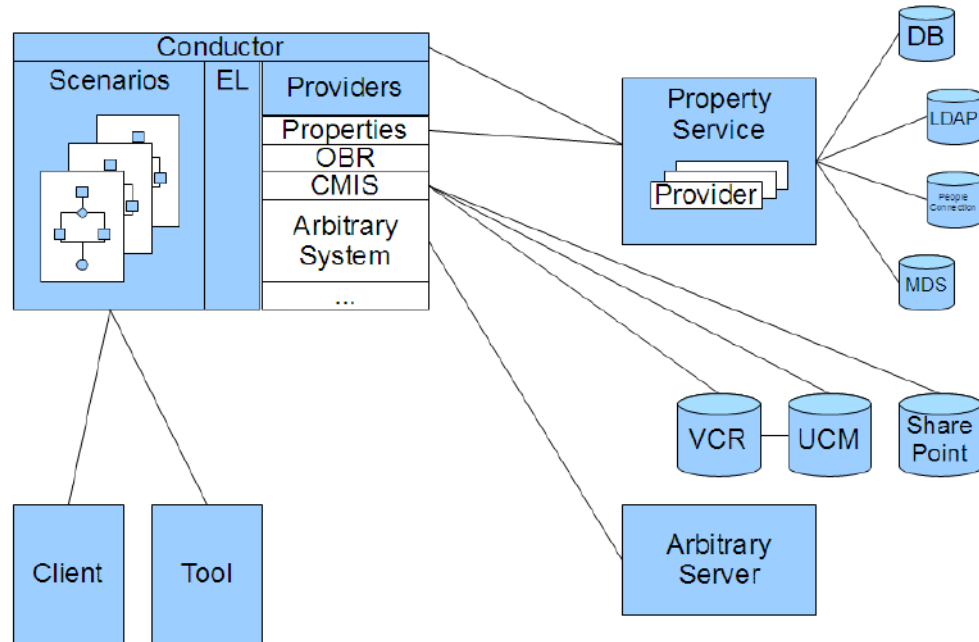 Conductor
Scenarios
EL
Providers
Properties
OBR
CMIS
Arbitrary
System
...
Property
Service
Provider
DB
LDAP
People
Connection
MDS
VCR
UCM
Share
Point
Client
Tool
Arbitrary
Server